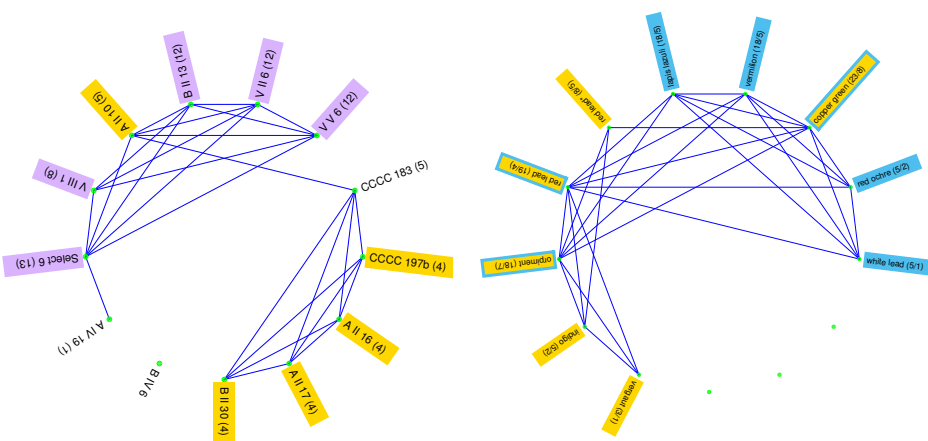 B II 13 (12)
V II 6 (12)
V V 6 (12)
A II 10 (5)
V III 1 (8)
Select 6 (13)
A IV 19 (1)
B IV 6
B II 30 (4)
A II 17 (4)
A II 16 (4)
CCCC 197b (4)
CCCC 183 (5)
lapis lazuli (18/5)
vermilion (18/5)
copper green (23/8)
red ochre (5/2)
white lead (5/1)
red lead* (8/5)
red lead (19/4)
orpiment (18/7)
indigo (5/2)
vergaut (3/1)